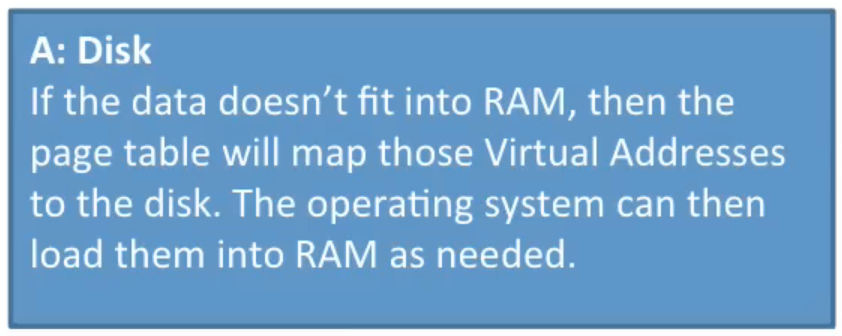 A: Disk
If the data doesn’t fit into RAM, then the
page table will map those Virtual Addresses
to the disk. The operating system can then
load them into RAM as needed.